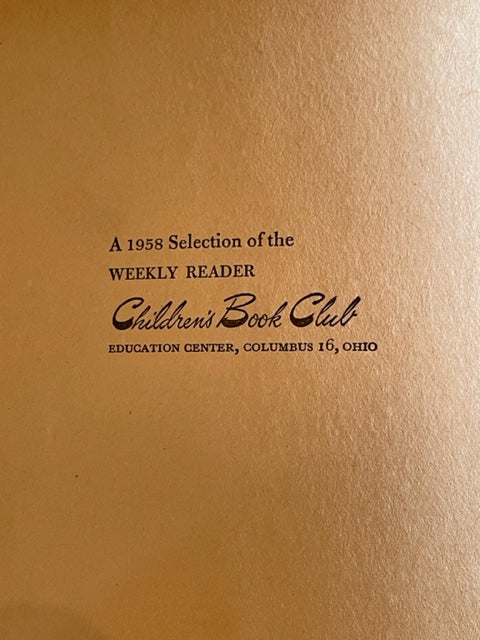 A 1958 Selection of the
WEEKLY READER
Children's Book Club
EDUCATION CENTER, COLUMBUS 16, OHIO